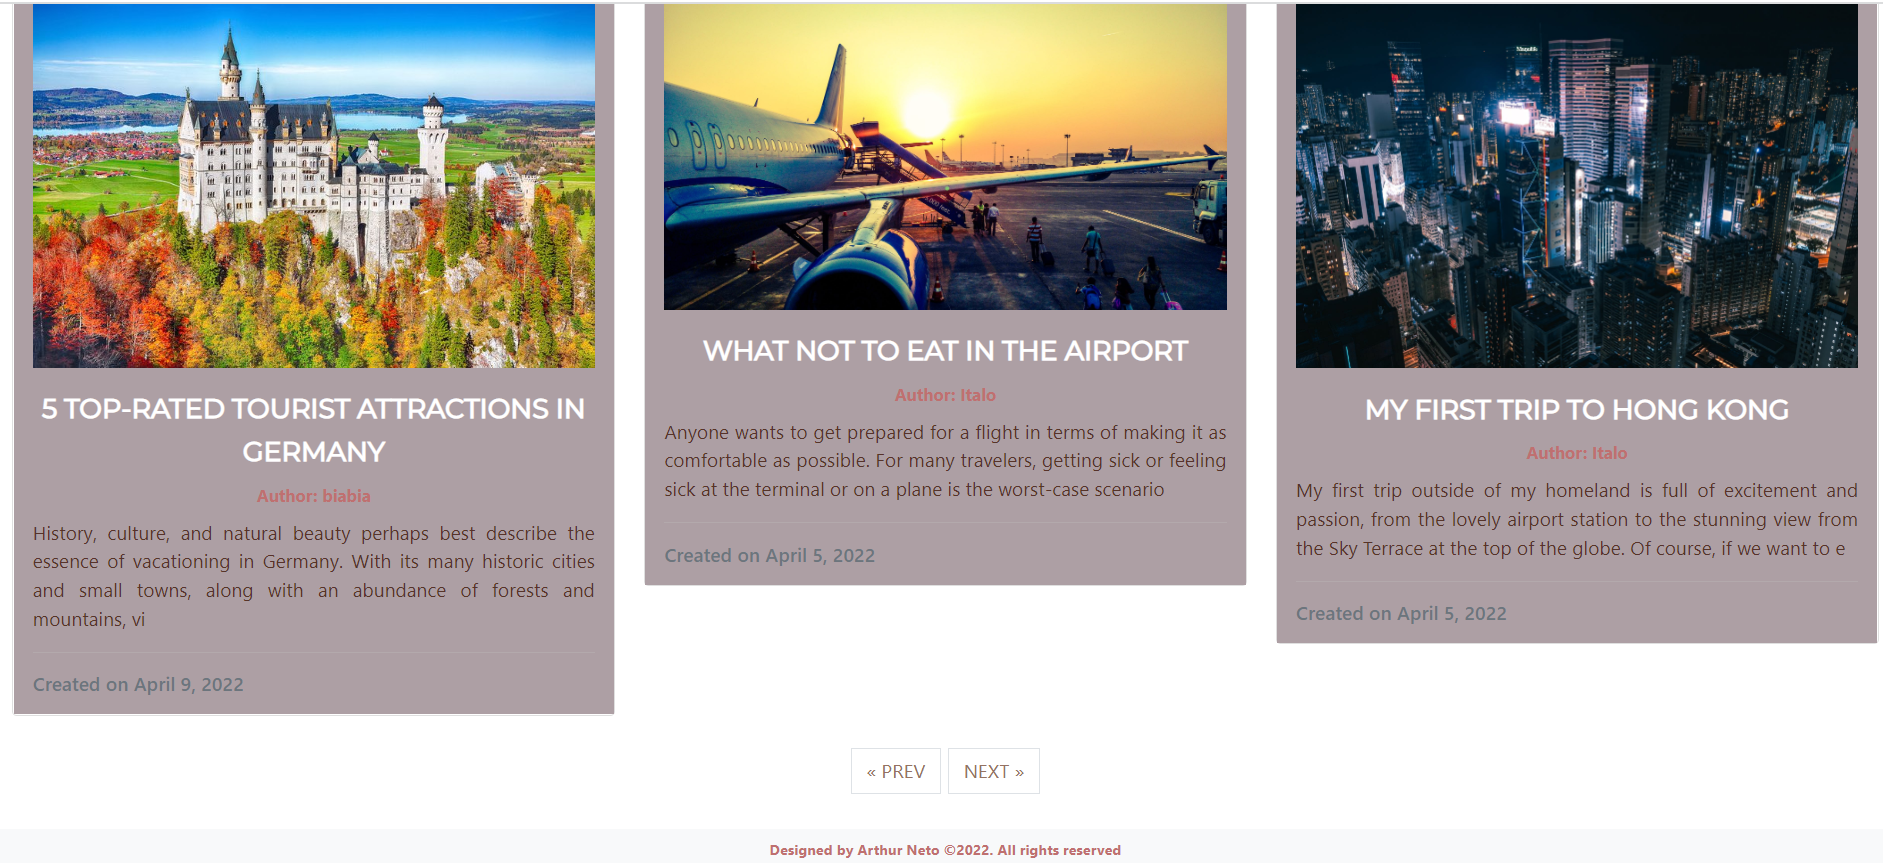 5 TOP-RATED TOURIST ATTRACTIONS IN
GERMANY
Author: biabia
History, culture, and natural beauty perhaps best describe the
essence of vacationing in Germany. With its many historic cities
and small towns, along with an abundance of forests and
mountains, vi
Created on April 9, 2022
WHAT NOT TO EAT IN THE AIRPORT
Author: Italo
Anyone wants to get prepared for a flight in terms of making it as
comfortable as possible. For many travelers, getting sick or feeling
sick at the terminal or on a plane is the worst-case scenario
Created on April 5, 2022
MY FIRST TRIP TO HONG KONG
Author: Italo
My first trip outside of my homeland is full of excitement and
passion, from the lovely airport station to the stunning view from
the Sky Terrace at the top of the globe. Of course, if we want to e
Created on April 5, 2022
« PREV
NEXT »
Designed by Arthur Neto ©2022. All rights reserved